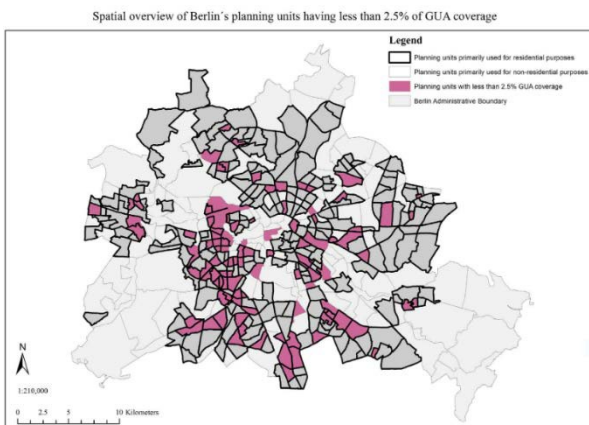 Spatial overview of Berlin´s planning units having less than 2.5% of GUA coverage
Legend
Planning units primarily used for residential purposes
Planning units primarily used for non-residential purposes
Planning units with less than 2.5% GUA coverage
Berlin Administrative Boundary
N
1:210,000
0 2.5 5 10 Kilometers